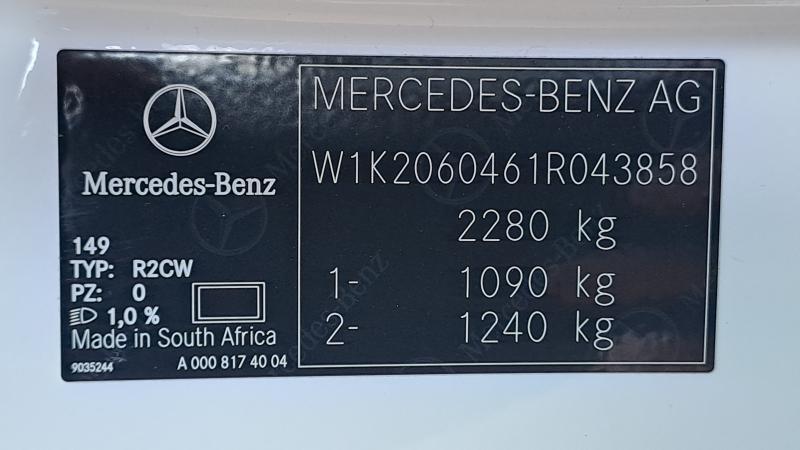 Mercedes-Benz
149
TYP: R2CW
PZ: 0
1,0 %
Made in South Africa
9035244 A 000 817 40 04
MERCEDES-BENZ AG
W1K2060461R043858
2280 kg
1- 1090 kg
2- 1240 kg